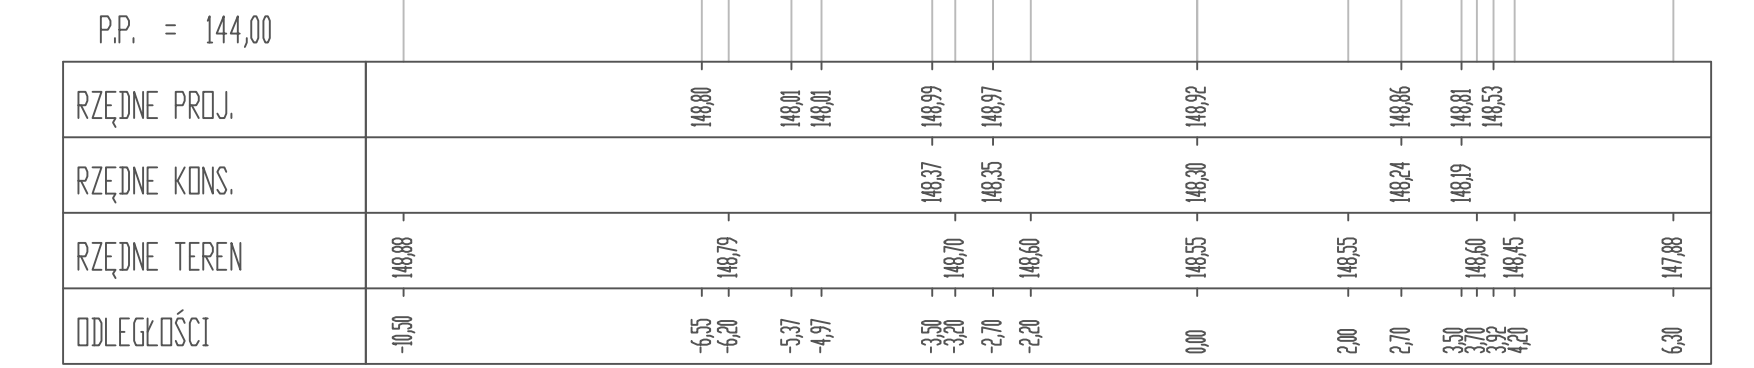 P.P. = 144,00
RZĘDNE PROJ. 148,80 148,01 148,01 148,99 148,97 148,92 148,86 148,81 148,53
RZĘDNE KONS. 148,37 148,35 148,30 148,24 148,19
RZĘDNE TEREN 148,88 148,79 148,70 148,60 148,55 148,55 148,60 148,45 147,88
ODLEGŁOŚCI -10,50 -6,55 -6,20 -5,37 -4,97 -3,50 -3,20 -2,70 -2,20 0,00 2,00 2,70 3,50 3,70 3,92 4,20 6,30